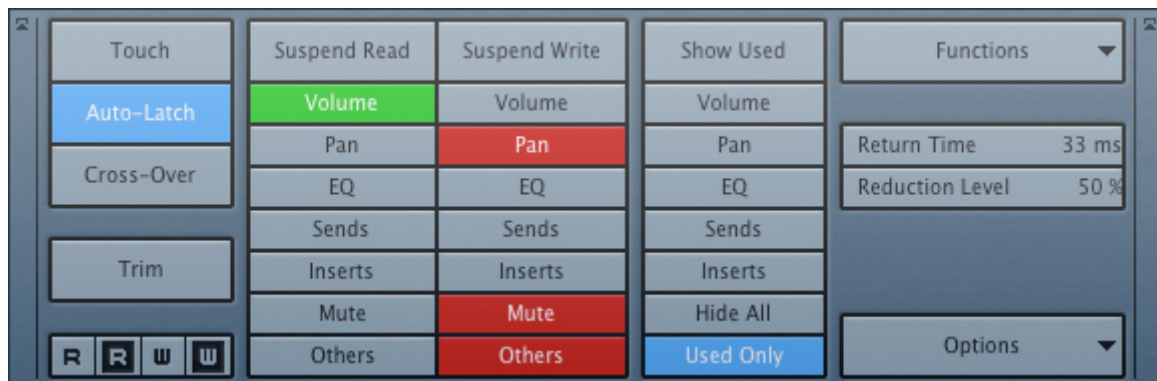 Touch
Auto-Latch
Cross-Over
Trim
R R W W
Suspend Read
Volume
Pan
EQ
Sends
Inserts
Mute
Others
Suspend Write
Volume
Pan
EQ
Sends
Inserts
Mute
Others
Show Used
Volume
Pan
EQ
Sends
Inserts
Hide All
Used Only
Functions
Return Time 33 ms
Reduction Level 50 %
Options